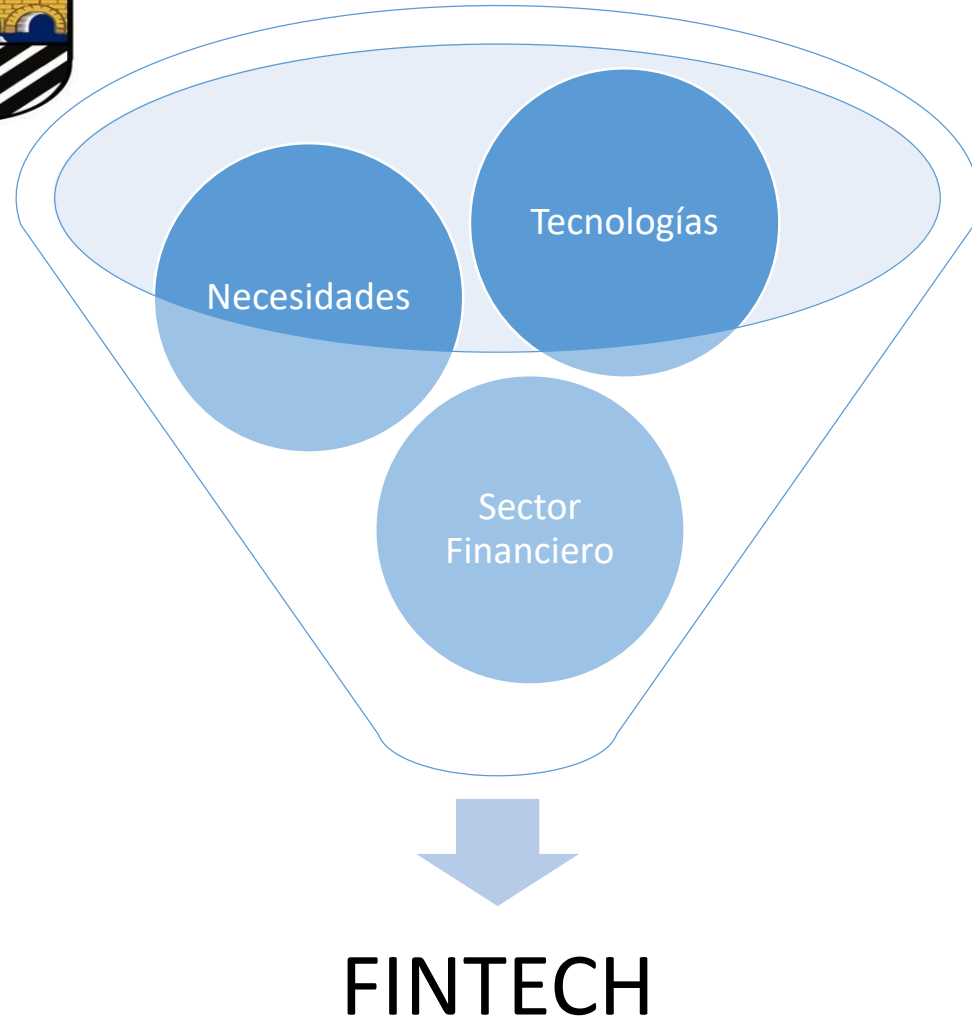 Tecnologías
Necesidades
Sector
Financiero
FINTECH